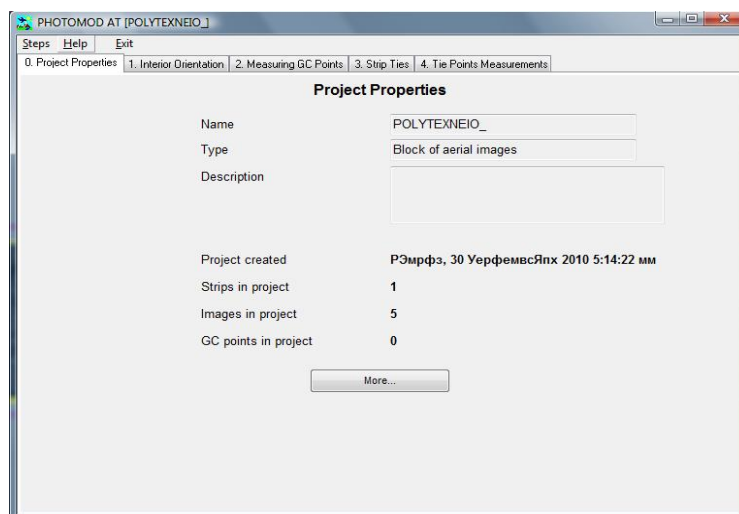 PHOTOMOD AT [POLYTEXNEIO_]
Steps Help Exit
0. Project Properties 1. Interior Orientation 2. Measuring GC Points 3. Strip Ties 4. Tie Points Measurements
Project Properties
Name POLYTEXNEIO_
Type Block of aerial images
Description
Project created РЭмрфз, 30 УерфемвсЯпх 2010 5:14:22 мм
Strips in project 1
Images in project 5
GC points in project 0
More...